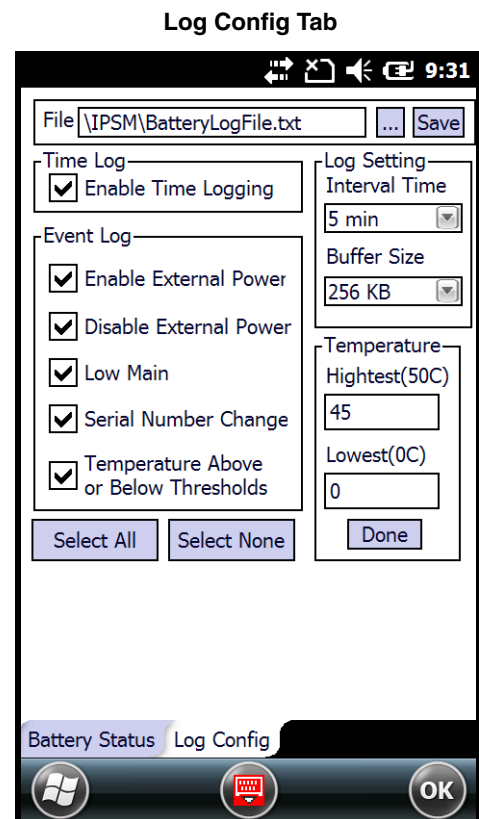 Log Config Tab
9:31
File \IPSM\BatteryLogFile.txt ... Save
Time Log
Enable Time Logging
Event Log
Enable External Power
Disable External Power
Low Main
Serial Number Change
Temperature Above
or Below Thresholds
Select All Select None
Log Setting
Interval Time
5 min
Buffer Size
256 KB
Temperature
Hightest(50C)
45
Lowest(0C)
0
Done
Battery Status Log Config
OK